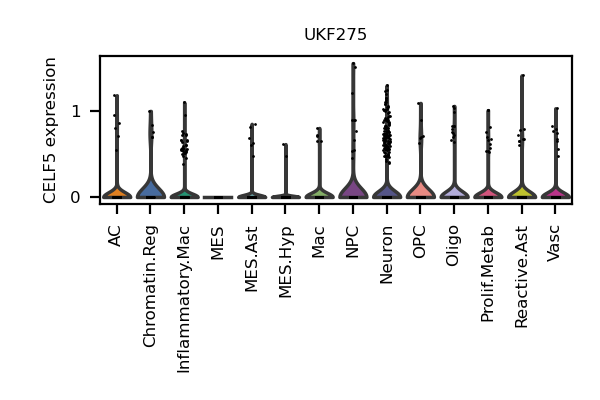 UKF275
CELF5 expression
1
0
AC
Chromatin.Reg
Inflammatory.Mac
MES
MES.Ast
MES.Hyp
Mac
NPC
Neuron
OPC
Oligo
Prolif.Metab
Reactive.Ast
Vasc